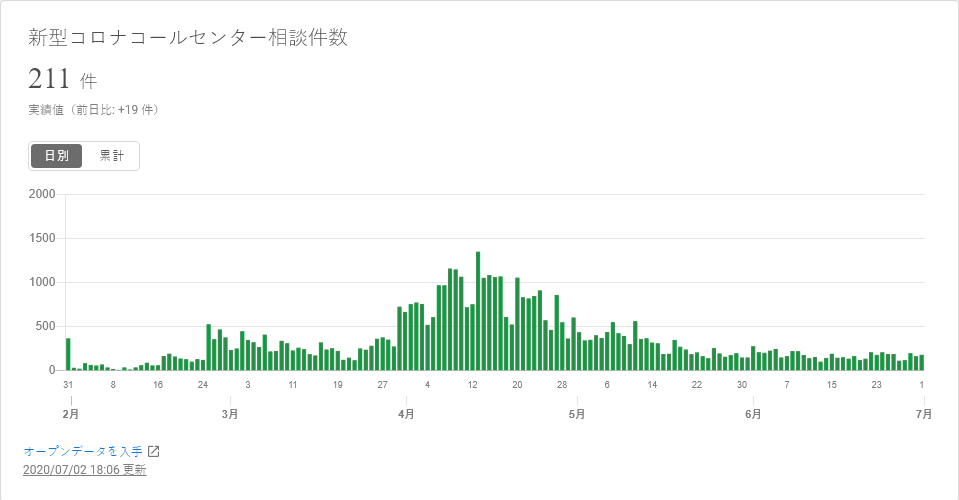 新型コロナコールセンター相談件数
211 件
実績値（前日比: +19 件）
日別 累計
2000
1500
1000
500
0
31 8 16 24 3 11 19 27 4 12 20 28 6 14 22 30 7 15 23 1
2月 3月 4月 5月 6月 7月
オープンデータを入手
2020/07/02 18:06 更新